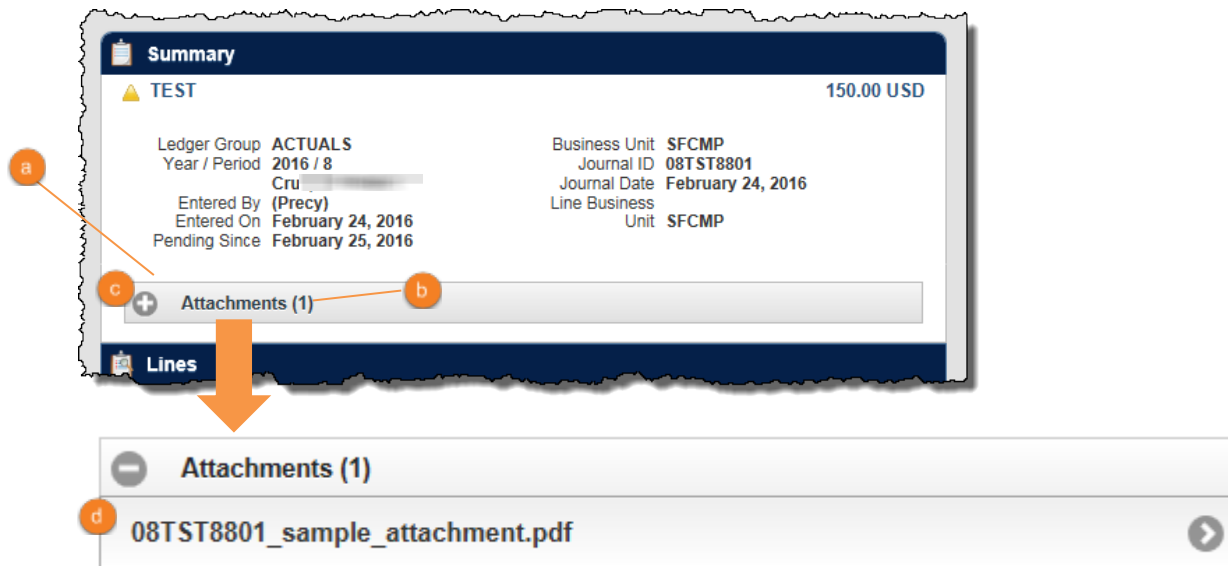 Summary
TEST 150.00 USD
Ledger Group ACTUALS
Year / Period 2016 / 8
Cru
Entered By (Precy)
Entered On February 24, 2016
Pending Since February 25, 2016
Business Unit SFCMP
Journal ID 08TST8801
Journal Date February 24, 2016
Line Business
Unit SFCMP
a
c
Attachments (1)
b
Lines
Attachments (1)
d
08TST8801_sample_attachment.pdf